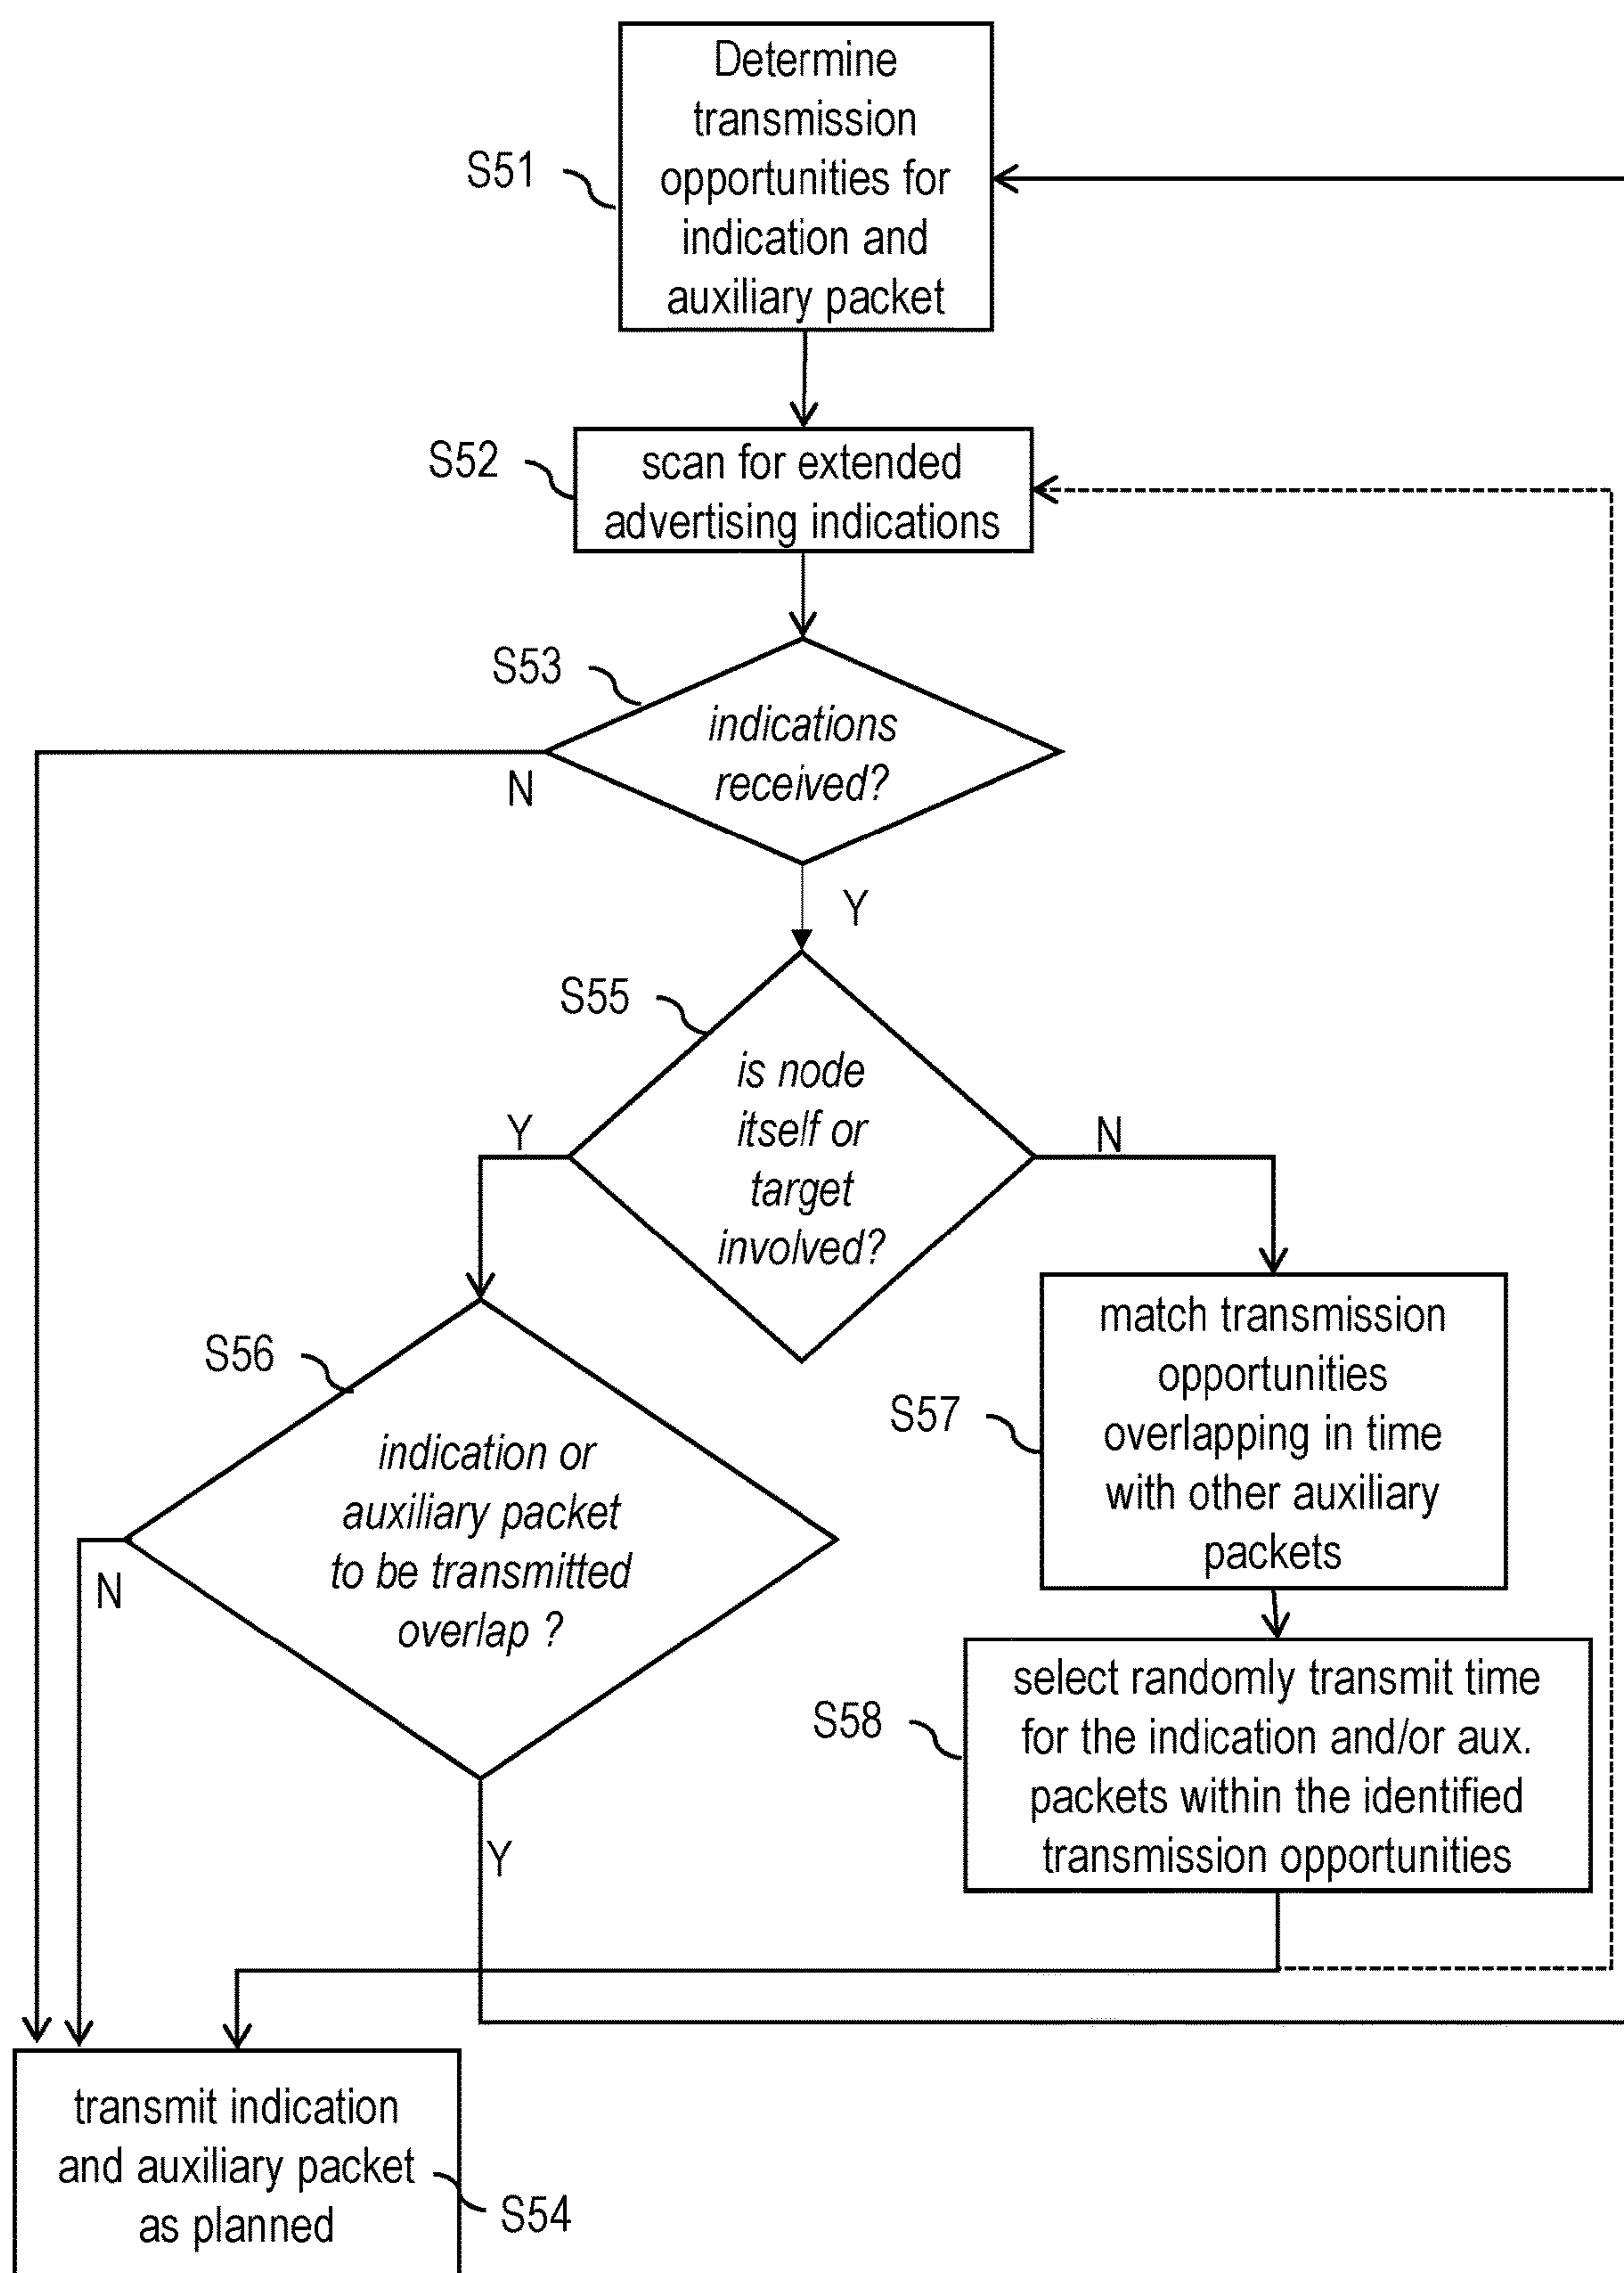 Determine
transmission
opportunities for
indication and
auxiliary packet
S51
scan for extended
advertising indications
S52
S53
indications
received?
N
Y
S55
is node
itself or
target
involved?
Y
N
S56
indication or
auxiliary packet
to be transmitted
overlap ?
N
Y
S57
match transmission
opportunities
overlapping in time
with other auxiliary
packets
S58
select randomly transmit time
for the indication and/or aux.
packets within the identified
transmission opportunities
transmit indication
and auxiliary packet
as planned
S54